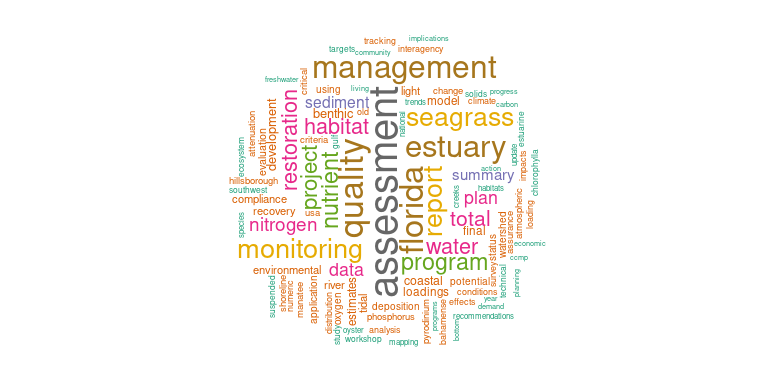 implications
tracking
targets
interagency
community
management
freshwater
critical
using
living
light
change
solids
progress
sediment
trends
model
climate
carbon
attenuation
development
restoration
benthic
old
habitat
assessment
national
seagrass
estuarine
ecosystem
evaluation
criteria
gulf
quality
estuary
update
impacts
chlorophylla
project
nutrient
florida
report
action
summary
hillsborough
southwest
habitats
creeks
plan
compliance
recovery
usa
total
final
species
nitrogen
water
status
watershed
assurance
atmospheric
loading
economic
monitoring
program
survey
ccmp
environmental
data
coastal
potential
technical
planning
suspended
shoreline
numeric
manatee
application
river
estimates
tidal
loadings
conditions
distribution
oxygen
deposition
effects
year
demand
phosphorus
pyrodinium
programs
bahamense
recommendations
study
oyster
analysis
workshop
mapping
bottom